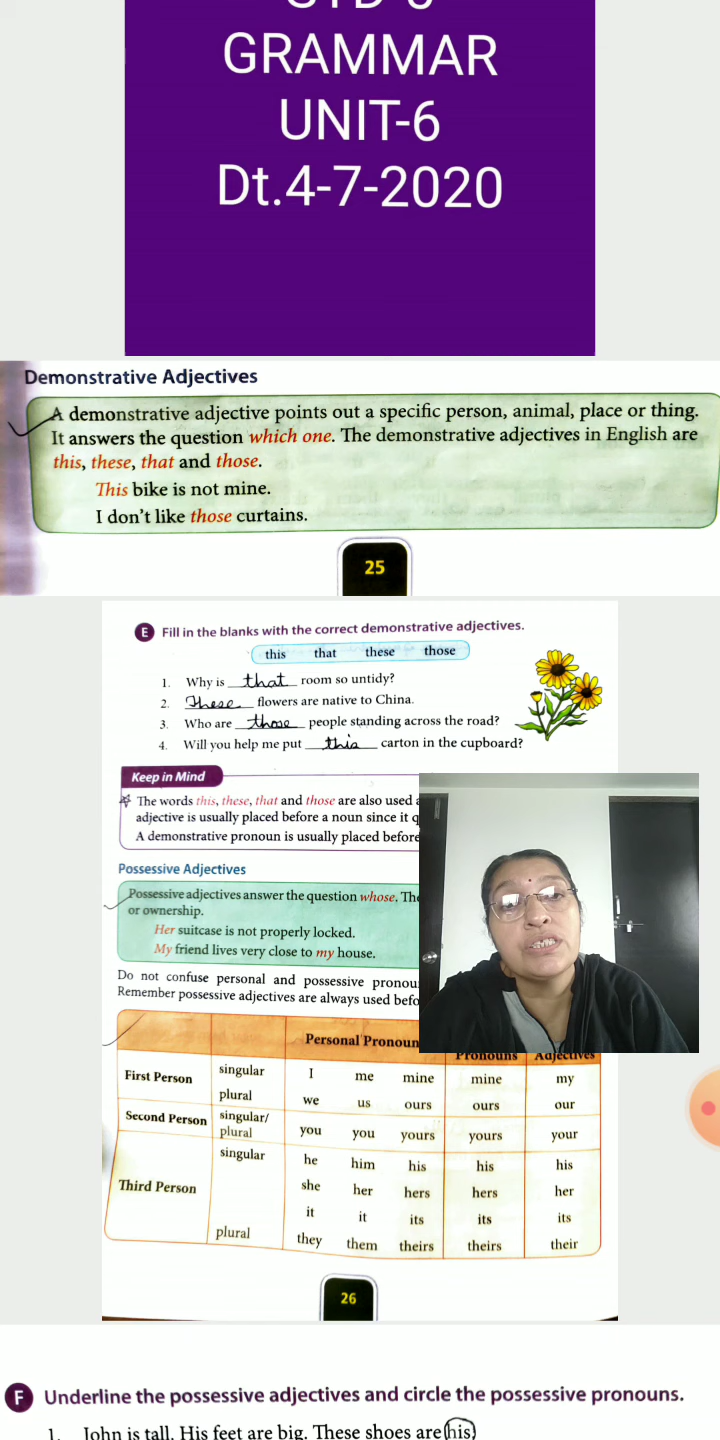 GRAMMAR
UNIT-6
Dt.4-7-2020
Demonstrative Adjectives
A demonstrative adjective points out a specific person, animal, place or thing.
It answers the question which one. The demonstrative adjectives in English are
this, these, that and those.
This bike is not mine.
I don't like those curtains.
25
E Fill in the blanks with the correct demonstrative adjectives.
this that these those
1. Why is that room so untidy?
2. These flowers are native to China.
3. Who are those people standing across the road?
4. Will you help me put this carton in the cupboard?
Keep in Mind
The words this, these, that and those are also used
adjective is usually placed before a noun since it
A demonstrative pronoun is usually placed before
Possessive Adjectives
Possessive adjectives answer the question whose.
or ownership.
Her suitcase is not properly locked.
My friend lives very close to my house.
Do not confuse personal and possessive
Remember possessive adjectives are always used
Personal Pronoun Pronouns Adjectives
First Person singular I me mine mine my
plural we us ours ours our
Second Person singular/ plural you you yours yours your
Third Person singular he him his his his
she her hers hers her
it it its its its
plural they them theirs theirs their
26
F Underline the possessive adjectives and circle the possessive pronouns.
1. John is tall. His feet are big. These shoes are his.